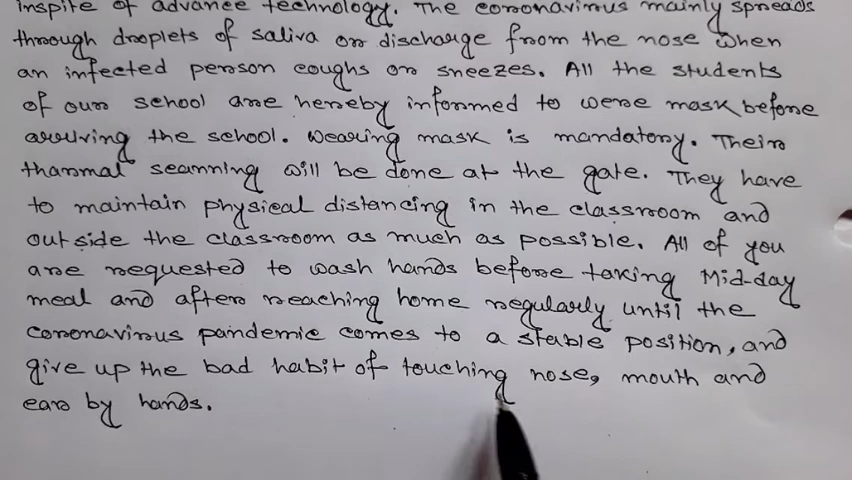 inspite of advance technology. The coronavirus mainly spreads
through droplets of saliva or discharge from the nose when
an infected person coughs or sneezes. All the students
of our school are hereby informed to were mask before
arriving the school. Wearing mask is mandatory. Their
tharmal scanning will be done at the gate. They have
to maintain physical distancing in the classroom and
outside the classroom as much as possible. All of you
are requested to wash hands before taking Mid-day
meal and after reaching home regularly until the
coronavirus pandemic comes to a stable position, and
give up the bad habit of touching nose, mouth and
ear by hands.